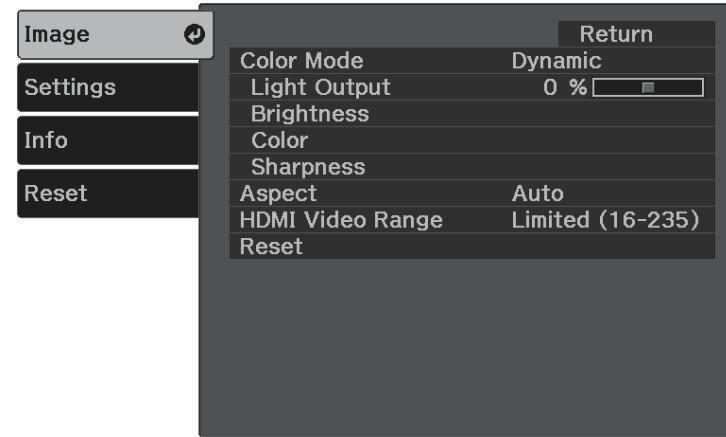 Image
Settings
Info
Reset
Return
Color Mode Dynamic
Light Output 0 %
Brightness
Color
Sharpness
Aspect Auto
HDMI Video Range Limited (16-235)
Reset